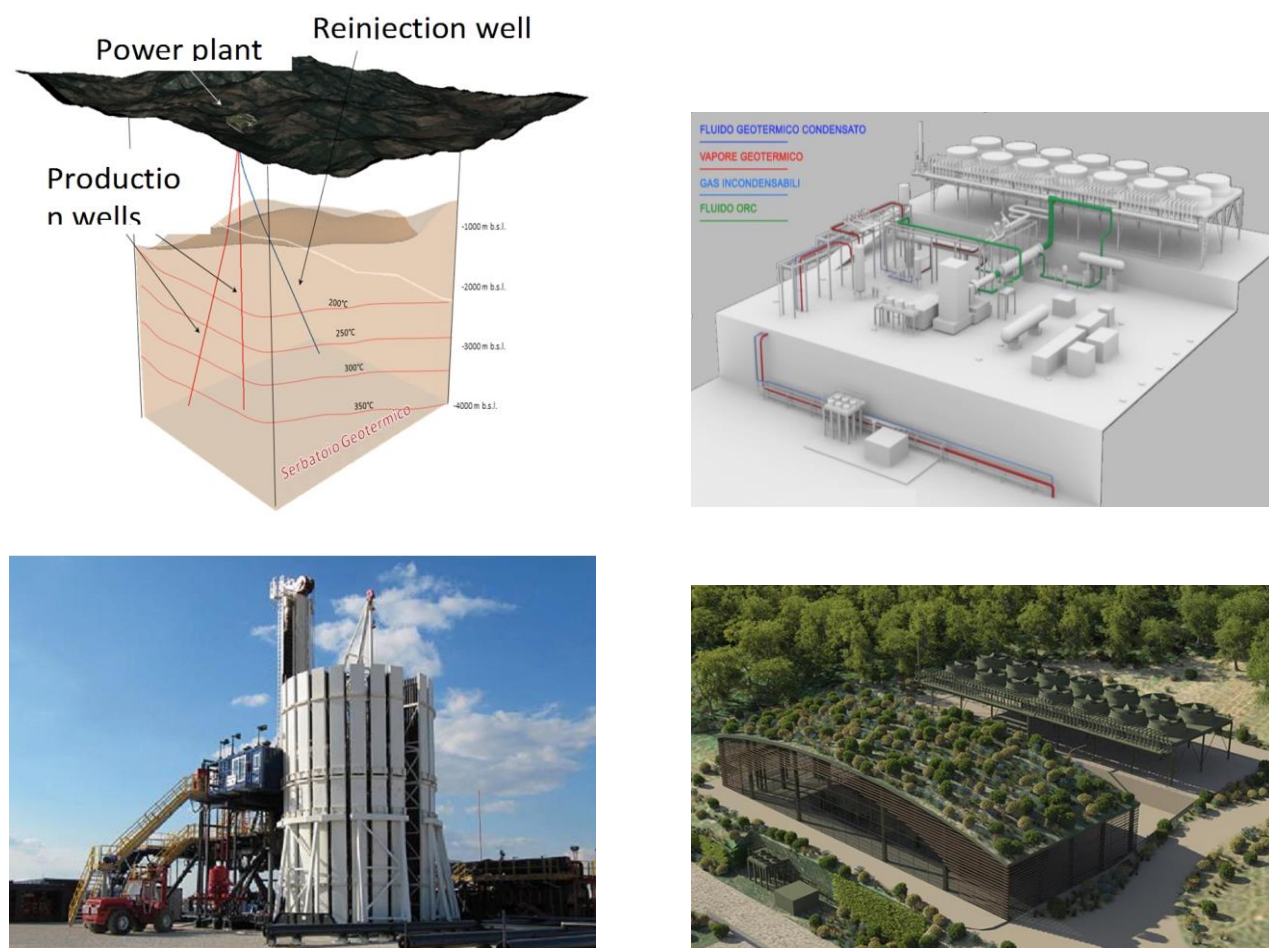 Reinjection well
Power plant
Productio
n wells
-1000 m b.s.l.
-2000 m b.s.l.
200°C
250°C
-3000 m b.s.l.
300°C
350°C
-4000 m b.s.l.
Serbatoio Geotermico
FLUIDO GEOTERMICO CONDENSATO
VAPORE GEOTERMICO
GAS INCONDENSABILI
FLUIDO ORC